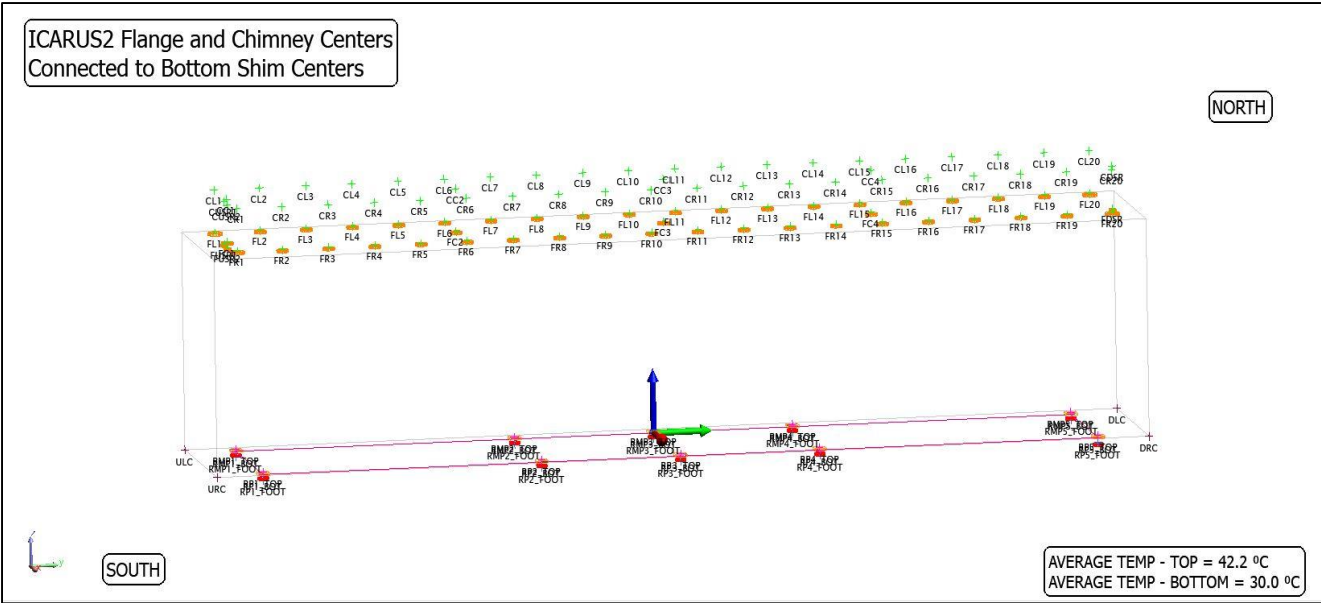 ICARUS2 Flange and Chimney Centers
Connected to Bottom Shim Centers
NORTH
CL1 CL2 CL3 CL4 CL5 CL6 CL7 CL8 CL9 CL10 CL11 CL12 CL13 CL14 CL15 CL16 CL17 CL18 CL19 CL20
CC2 CC3 CC4
CR1 CR2 CR3 CR4 CR5 CR6 CR7 CR8 CR9 CR10 CR11 CR12 CR13 CR14 CR15 CR16 CR17 CR18 CR19 CR20
FL1 FL2 FL3 FL4 FL5 FL6 FL7 FL8 FL9 FL10 FL11 FL12 FL13 FL14 FL15 FL16 FL17 FL18 FL19 FL20
FC2 FC3 FC4
FR1 FR2 FR3 FR4 FR5 FR6 FR7 FR8 FR9 FR10 FR11 FR12 FR13 FR14 FR15 FR16 FR17 FR18 FR19 FR20
ULC DLC
RMP1_FOOT RMP2_FOOT RMP3_FOOT RMP4_FOOT RMP5_FOOT
URC DRC
RP1_FOOT RP2_FOOT RP3_FOOT RP4_FOOT RP5_FOOT
y
SOUTH
AVERAGE TEMP - TOP = 42.2 ºC
AVERAGE TEMP - BOTTOM = 30.0 ºC